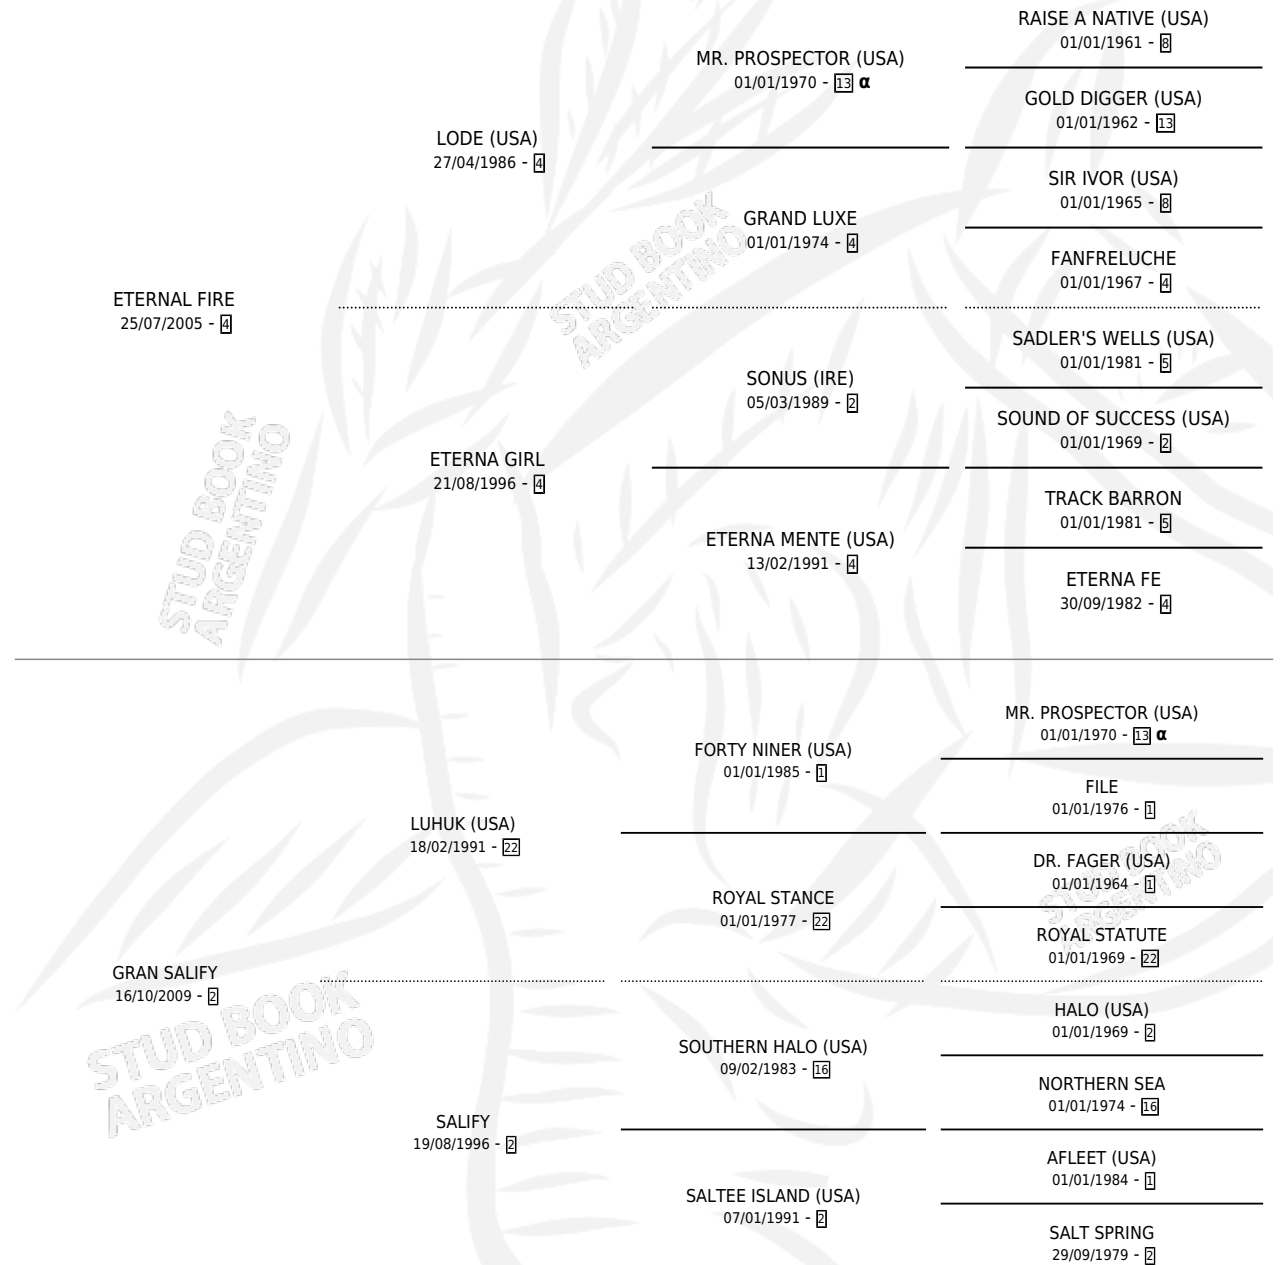 RAISE A NATIVE (USA)
01/01/1961 - 8
MR. PROSPECTOR (USA)
01/01/1970 - 13 α
GOLD DIGGER (USA)
01/01/1962 - 13
LODE (USA)
27/04/1986 - 4
SIR IVOR (USA)
01/01/1965 - 8
GRAND LUXE
01/01/1974 - 4
FANFRELUCHE
01/01/1967 - 4
ETERNAL FIRE
25/07/2005 - 4
SADLER'S WELLS (USA)
01/01/1981 - 5
SONUS (IRE)
05/03/1989 - 2
SOUND OF SUCCESS (USA)
01/01/1969 - 2
ETERNA GIRL
21/08/1996 - 4
TRACK BARRON
01/01/1981 - 5
ETERNA MENTE (USA)
13/02/1991 - 4
ETERNA FE
30/09/1982 - 4
MR. PROSPECTOR (USA)
01/01/1970 - 13 α
FORTY NINER (USA)
01/01/1985 - 1
FILE
01/01/1976 - 1
LUHUK (USA)
18/02/1991 - 22
DR. FAGER (USA)
01/01/1964 - 1
ROYAL STANCE
01/01/1977 - 22
ROYAL STATUTE
01/01/1969 - 22
GRAN SALIFY
16/10/2009 - 2
HALO (USA)
01/01/1969 - 2
SOUTHERN HALO (USA)
09/02/1983 - 16
NORTHERN SEA
01/01/1974 - 16
SALIFY
19/08/1996 - 2
AFLEET (USA)
01/01/1984 - 1
SALTEE ISLAND (USA)
07/01/1991 - 2
SALT SPRING
29/09/1979 - 2
STUD BOOK
ARGENTINO
STUD BOOK
ARGENTINO
STUD BOOK
ARGENTINO
STUD BOOK
ARGENTINO